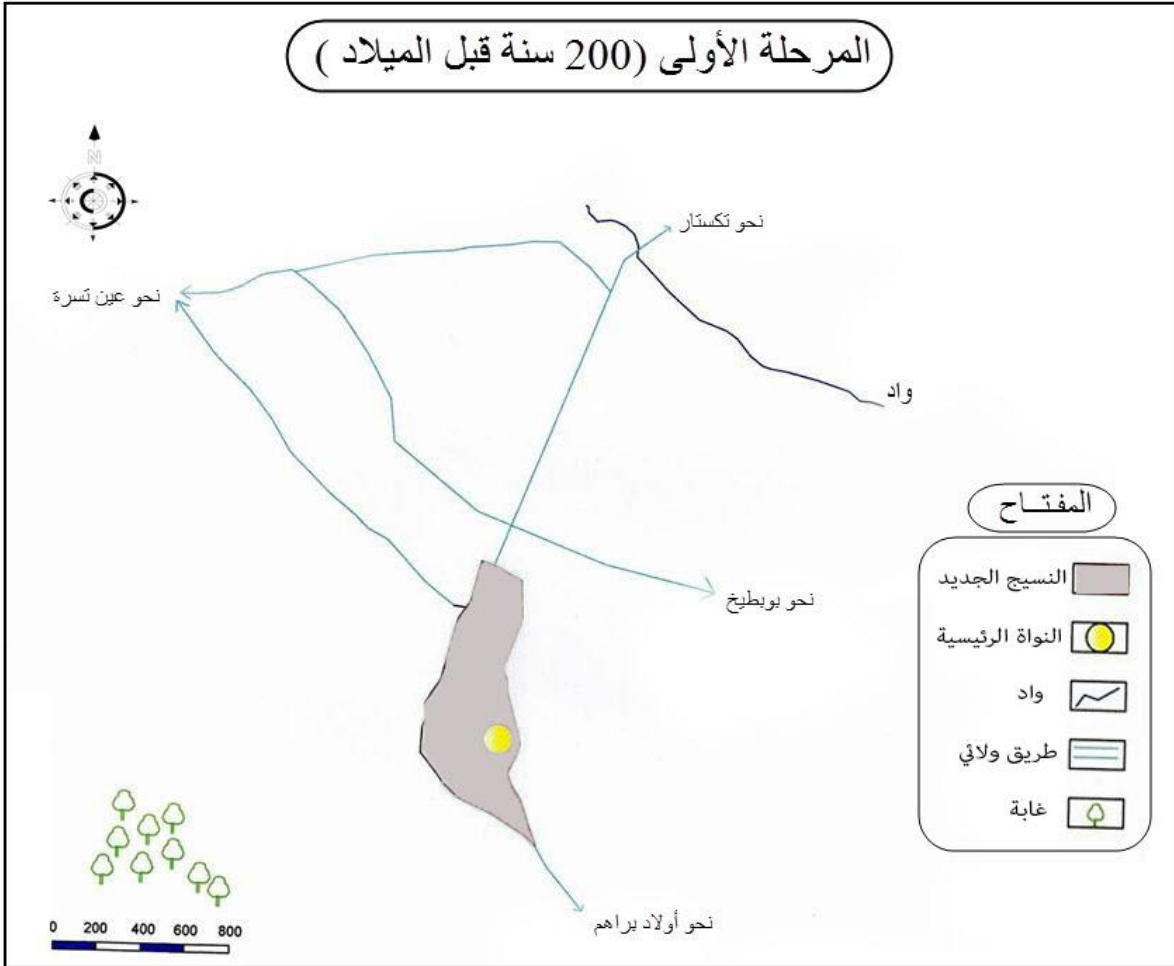 المرحلة الأولى (200 سنة قبل الميلاد )
N
نحو تكستار
نحو عين تسرة
واد
نحو بوبطيخ
نحو أولاد براهم
المفتــاح
النسيج الجديد
النواة الرئيسية
واد
طريق ولائي
غابة
0 200 400 600 800